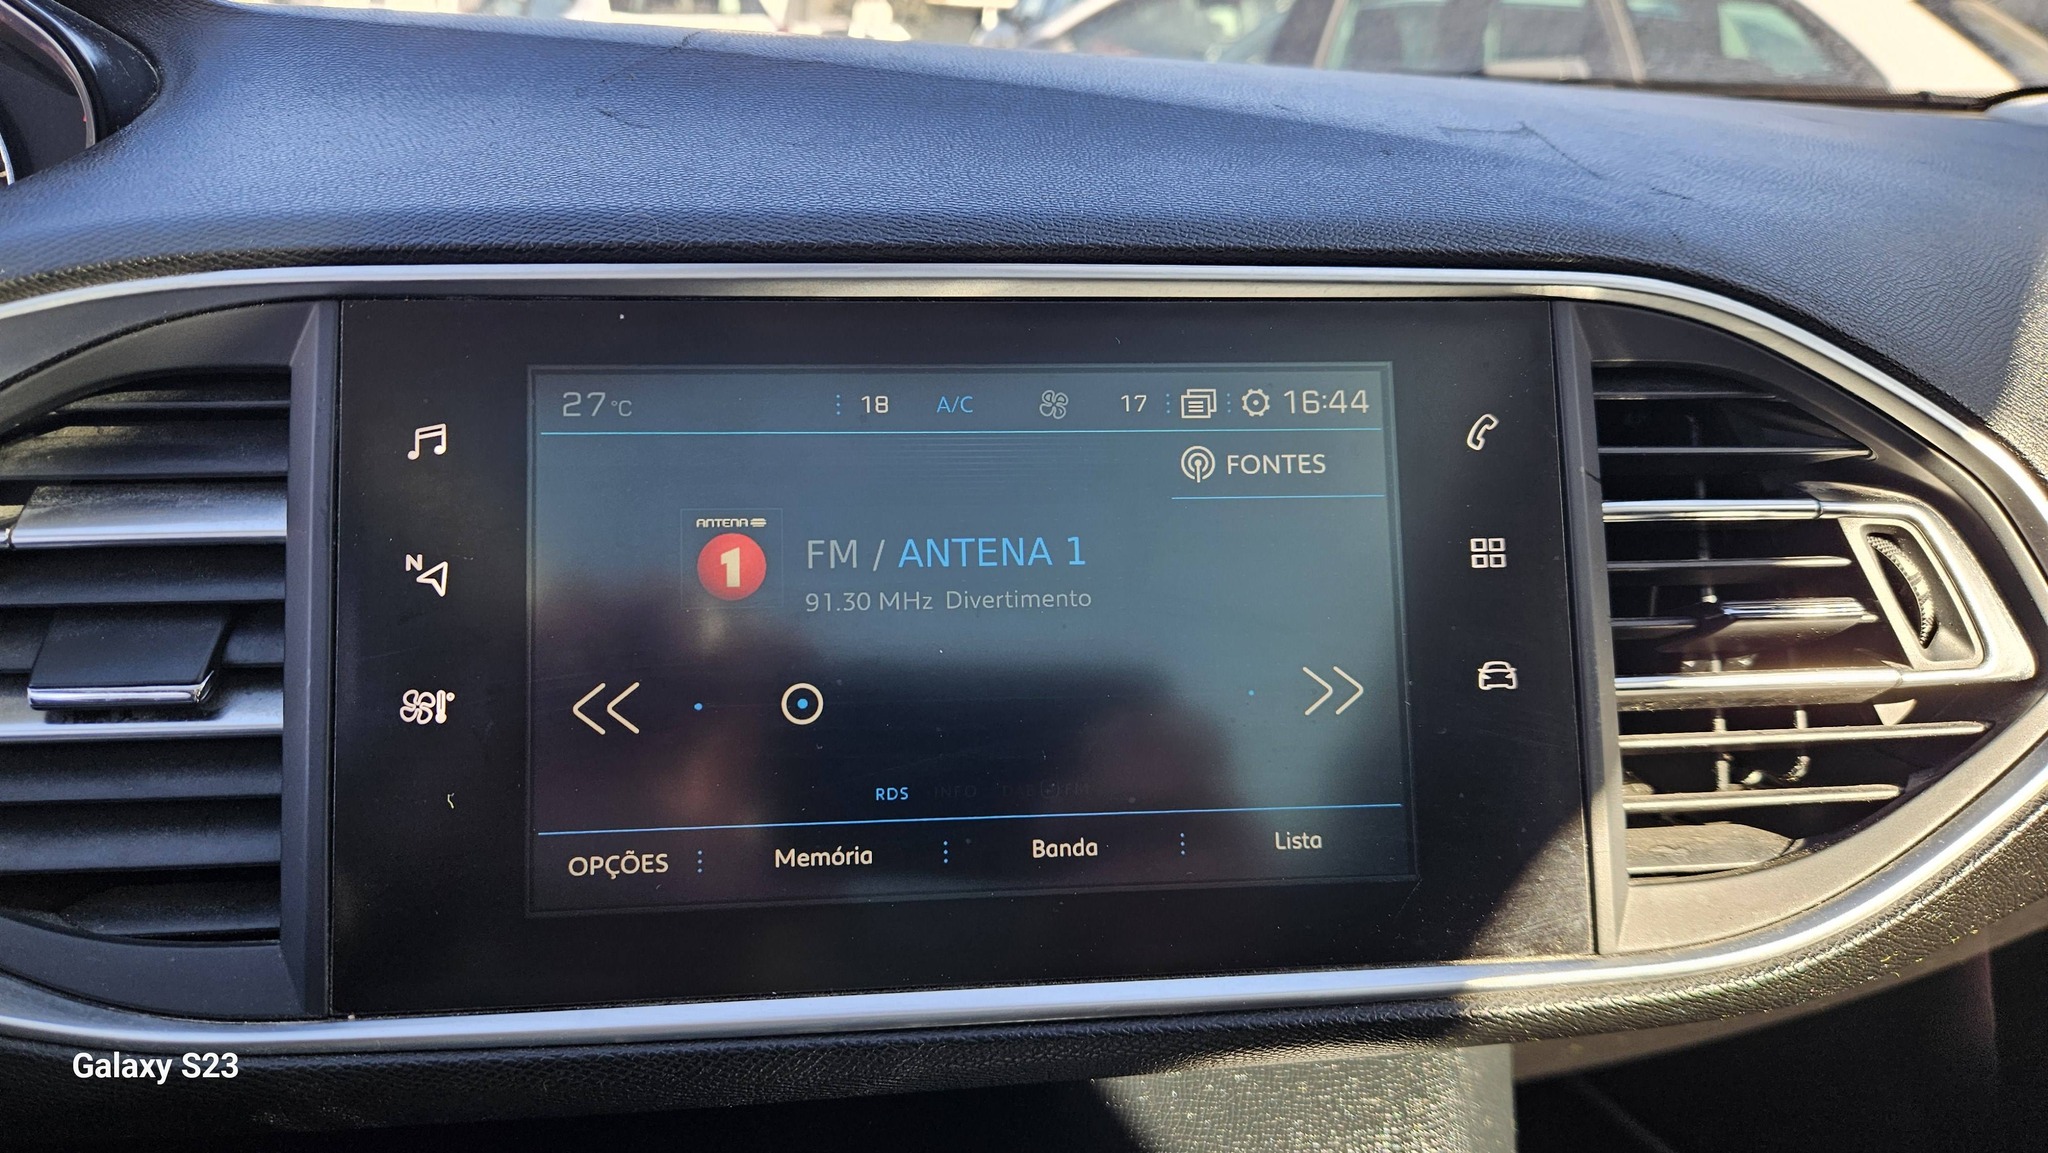 27°C 18 A/C 17 16:44
FONTES
ANTENA
1
FM / ANTENA 1
91.30 MHz Divertimento
N
RDS INFO
OPÇÕES Memória Banda Lista
Galaxy S23